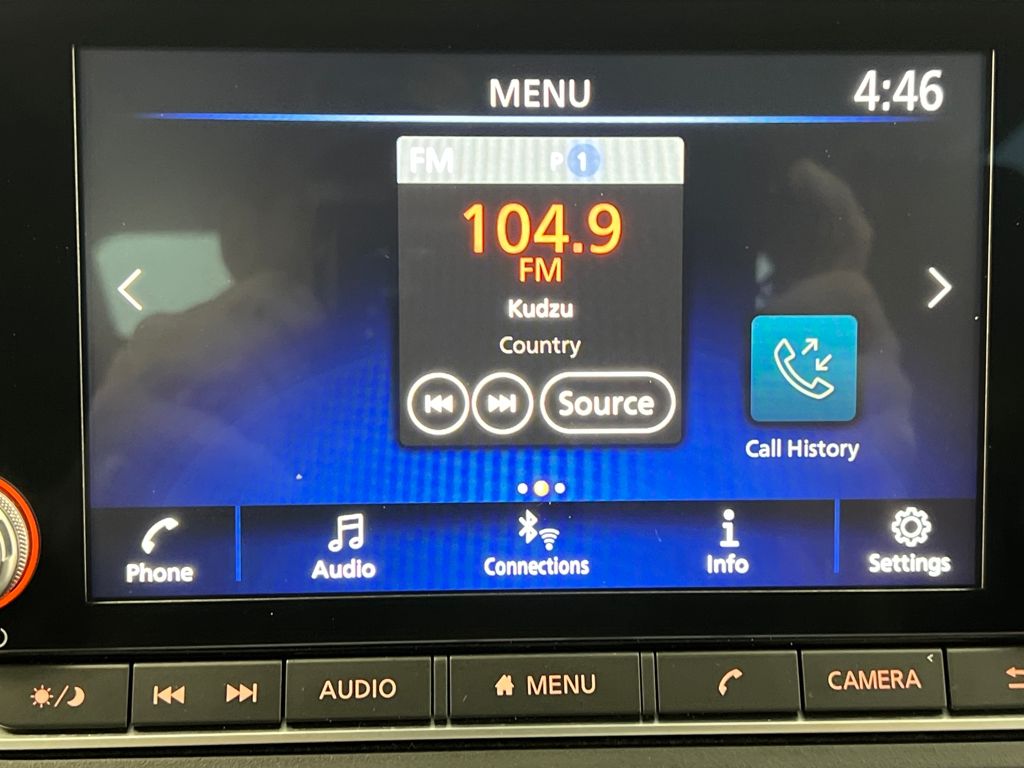 MENU
4:46
FM P 1
104.9
FM
Kudzu
Country
Source
Call History
Phone
Audio
Connections
Info
Settings
AUDIO
MENU
CAMERA